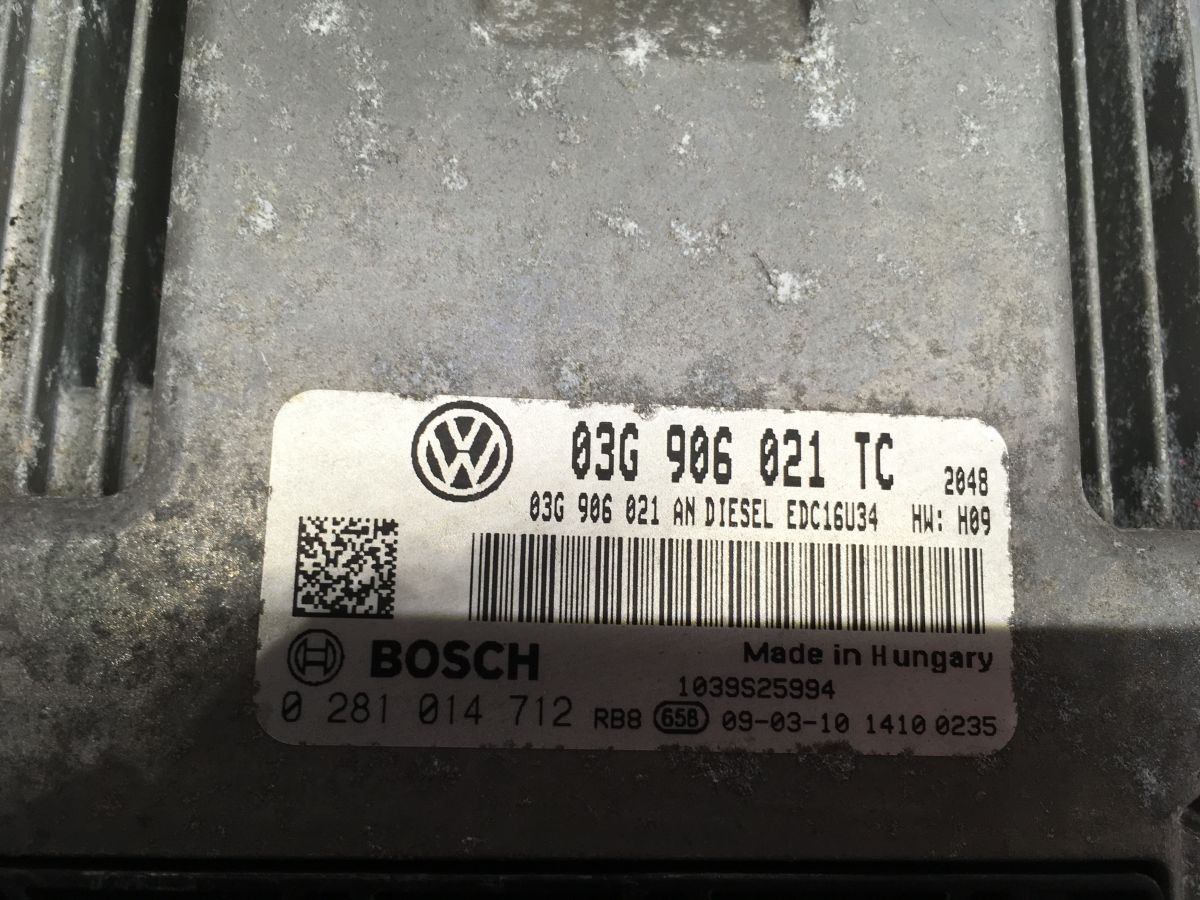 03G 906 021 TC 2048
03G 906 021 AN DIESEL EDC16U34 HW: H09
BOSCH Made in Hungary
1039S25994
0 281 014 712 RB8 658 09-03-10 1410 0235